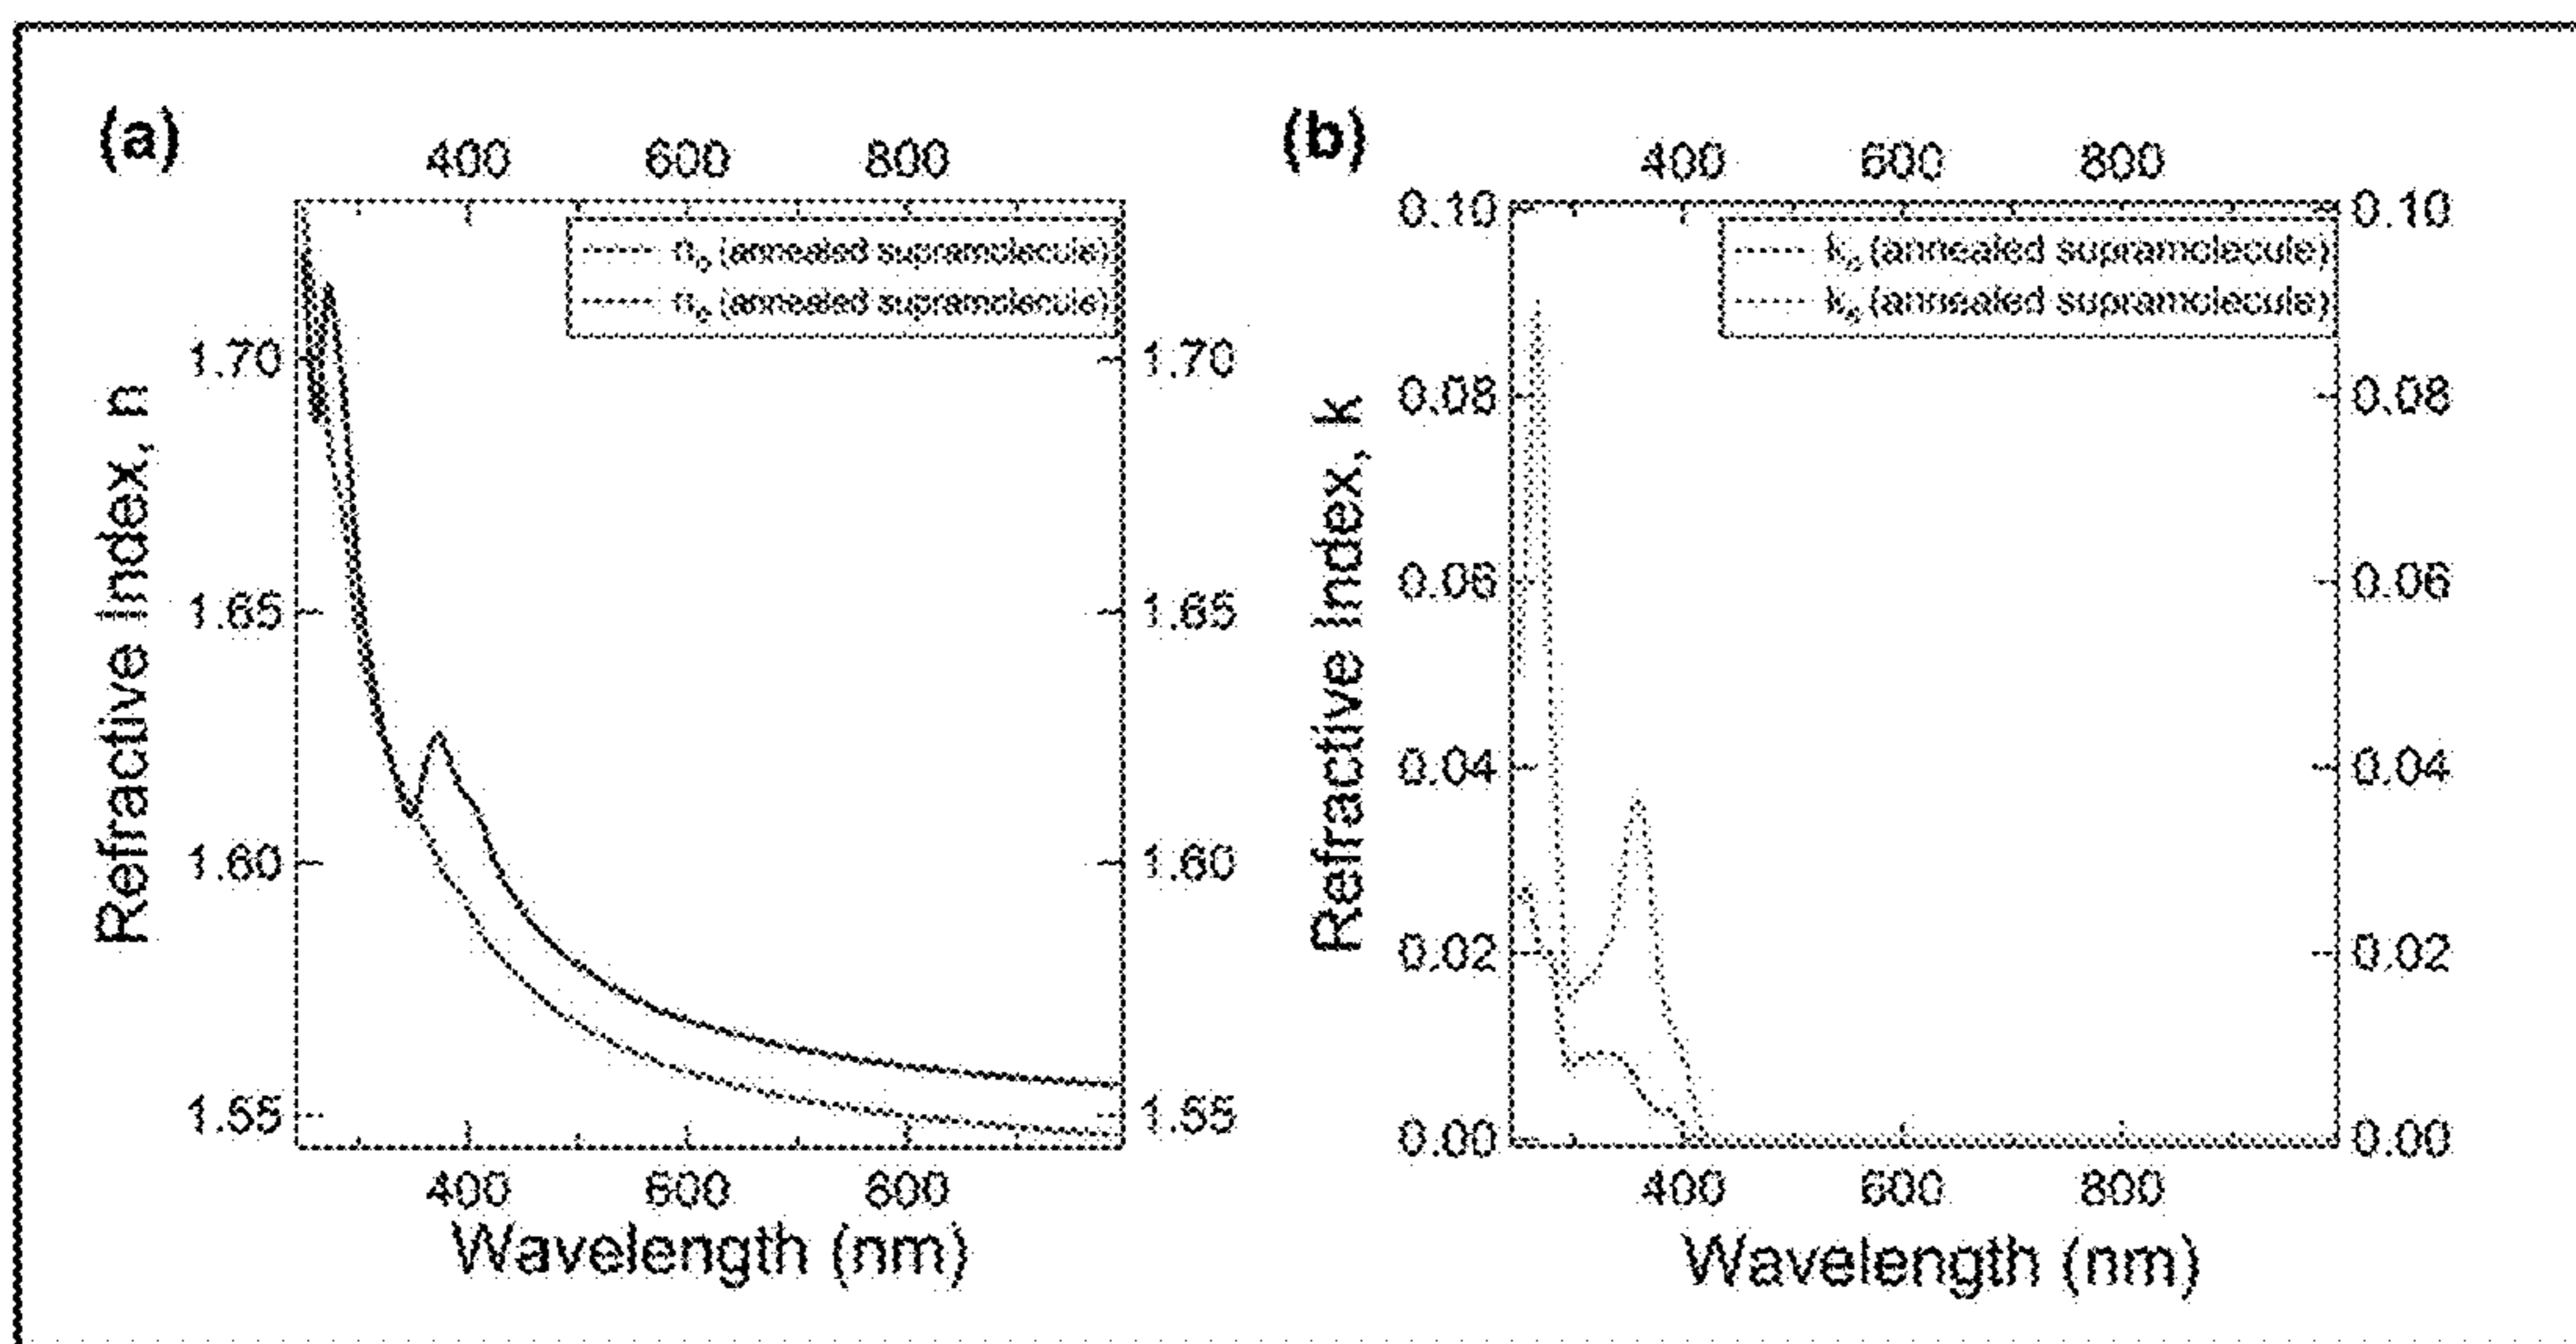 (a)
400 600 800
n (annealed supramolecule)
n (annealed supramolecule)
1.70 1.70
1.65 1.65
1.60 1.60
1.55 1.55
Refractive Index, n
400 600 800
Wavelength (nm)
(b)
400 600 800
0.10 0.10
k (annealed supramolecule)
k (annealed supramolecule)
0.08 0.08
0.06 0.06
0.04 0.04
0.02 0.02
0.00 0.00
Refractive Index, k
400 600 800
Wavelength (nm)